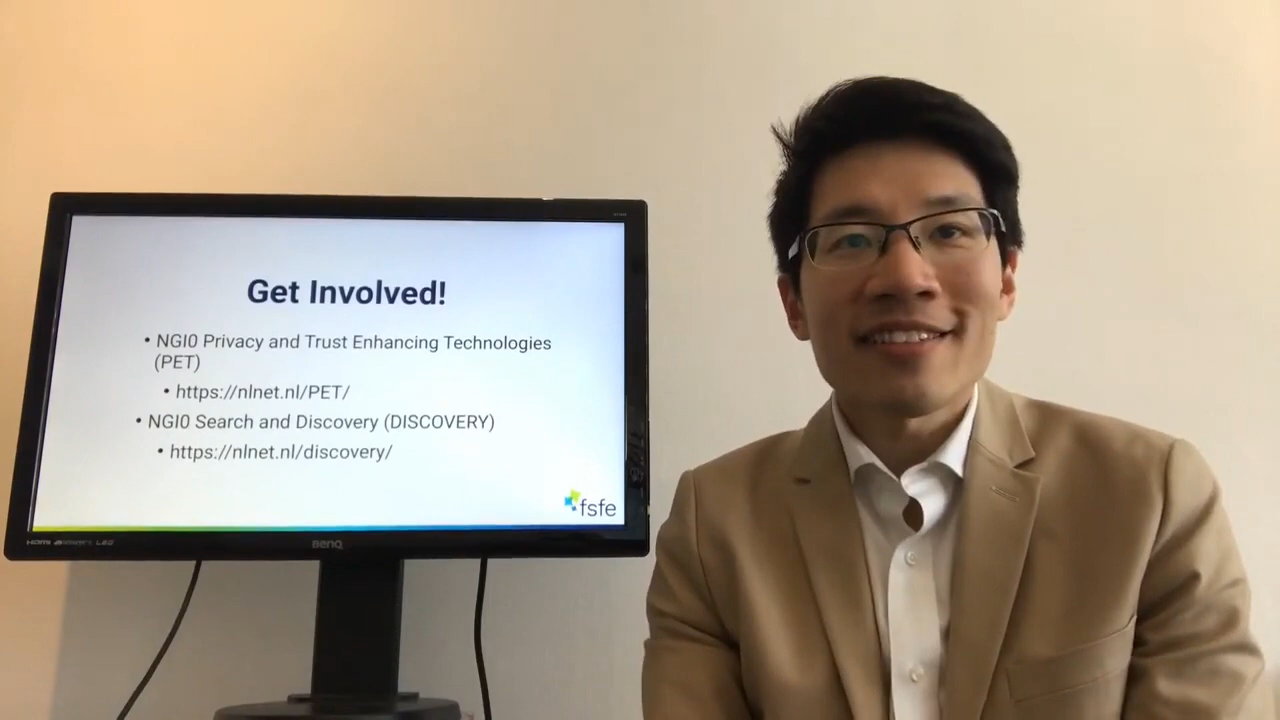 Get Involved!
• NGI0 Privacy and Trust Enhancing Technologies
(PET)
• https://nlnet.nl/PET/
• NGI0 Search and Discovery (DISCOVERY)
• https://nlnet.nl/discovery/
fsfe
HDMI
BenQ